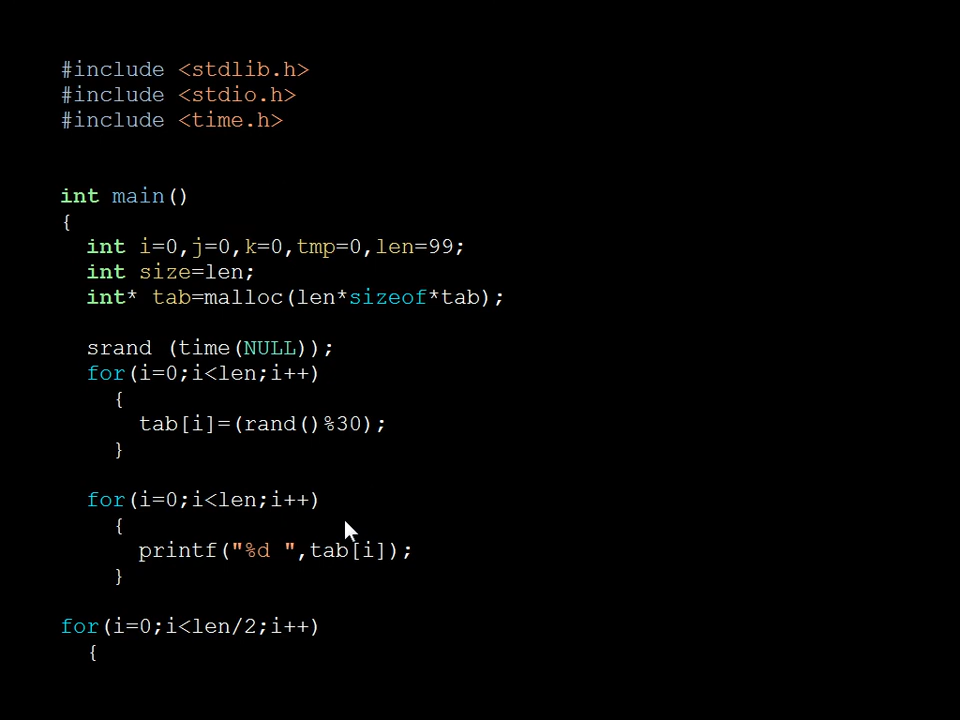 #include <stdlib.h>
#include <stdio.h>
#include <time.h>
int main()
{
int i=0,j=0,k=0,tmp=0,len=99;
int size=len;
int* tab=malloc(len*sizeof*tab);
srand (time(NULL));
for(i=0;i<len;i++)
{
tab[i]=(rand()%30);
}
for(i=0;i<len;i++)
{
printf("%d ",tab[i]);
}
for(i=0;i<len/2;i++)
{